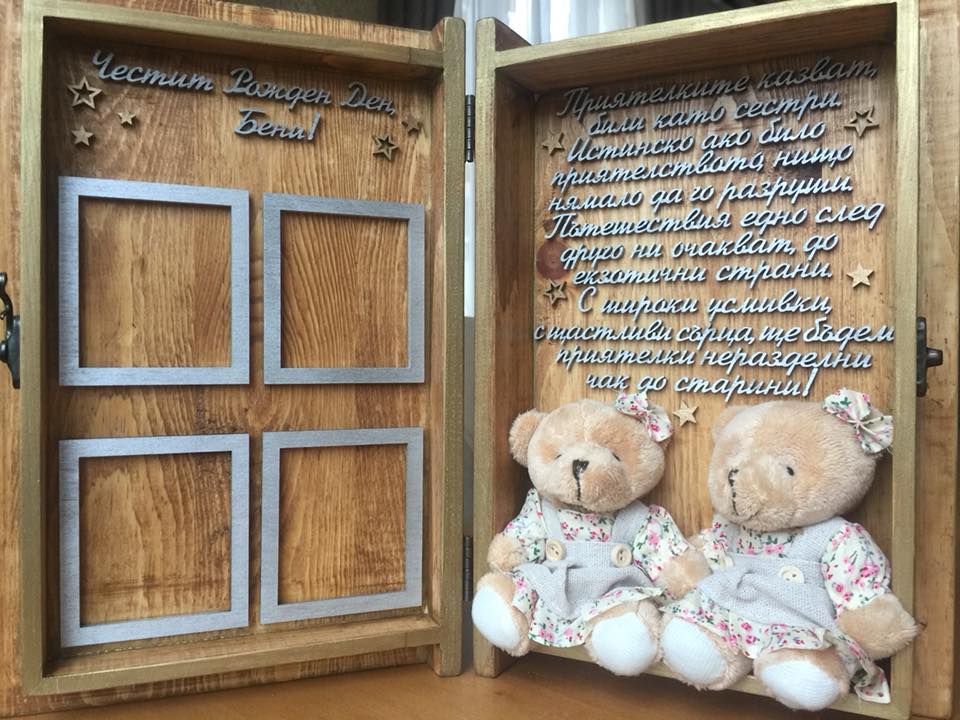 Честит Рожден Ден,
Бени!
Приятелките казват,
били като сестри.
Истинско ако било
приятелството, нищо
нямало да го разруши.
Пътешествия едно след
друго ни очакват, до
екзотични страни.
С широки усмивки,
с щастливи сърца, ще бъдем
приятелки неразделни
чак до старини!